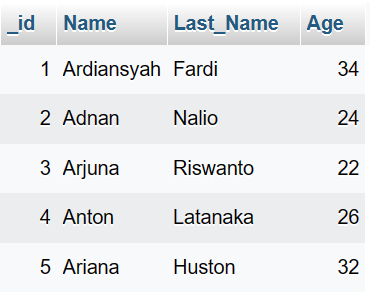 _id Name Last_Name Age
1 Ardiansyah Fardi 34
2 Adnan Nalio 24
3 Arjuna Riswanto 22
4 Anton Latanaka 26
5 Ariana Huston 32